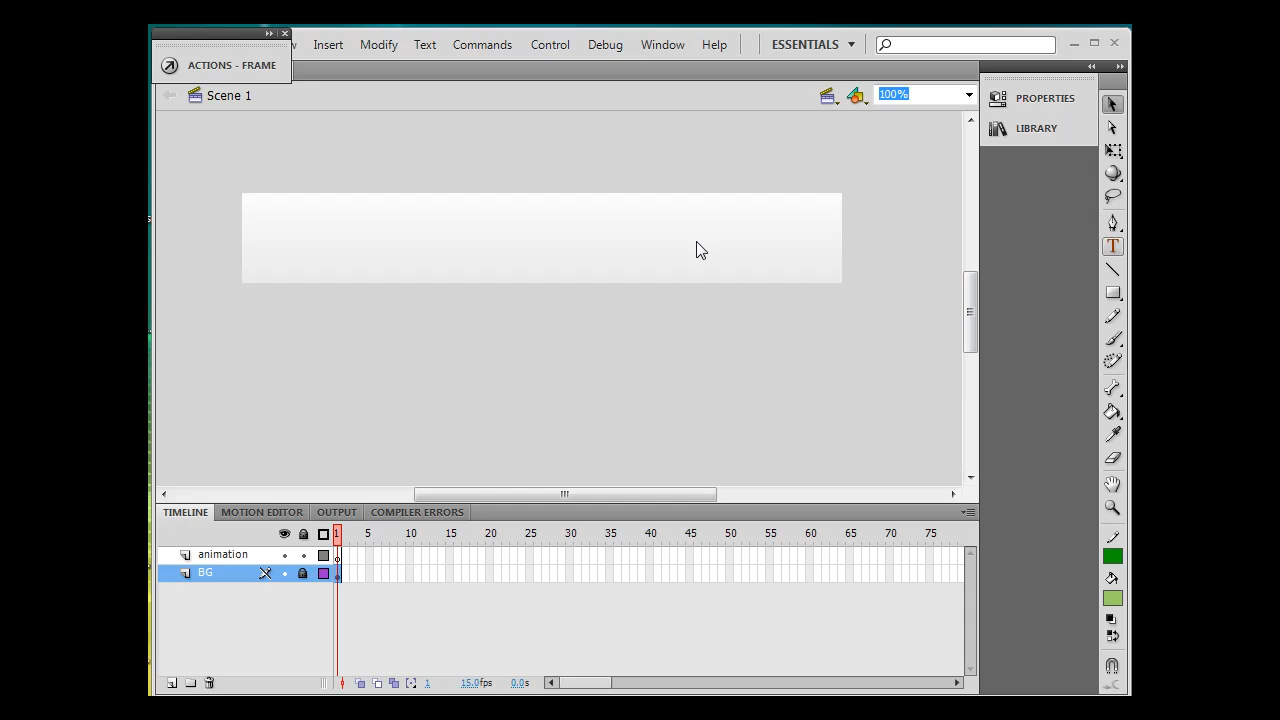 Insert Modify Text Commands Control Debug Window Help ESSENTIALS
ACTIONS - FRAME
Scene 1 100%
PROPERTIES
LIBRARY
T
TIMELINE MOTION EDITOR OUTPUT COMPILER ERRORS
1 5 10 15 20 25 30 35 40 45 50 55 60 65 70 75
animation
BG
1 15.0fps 0.0s